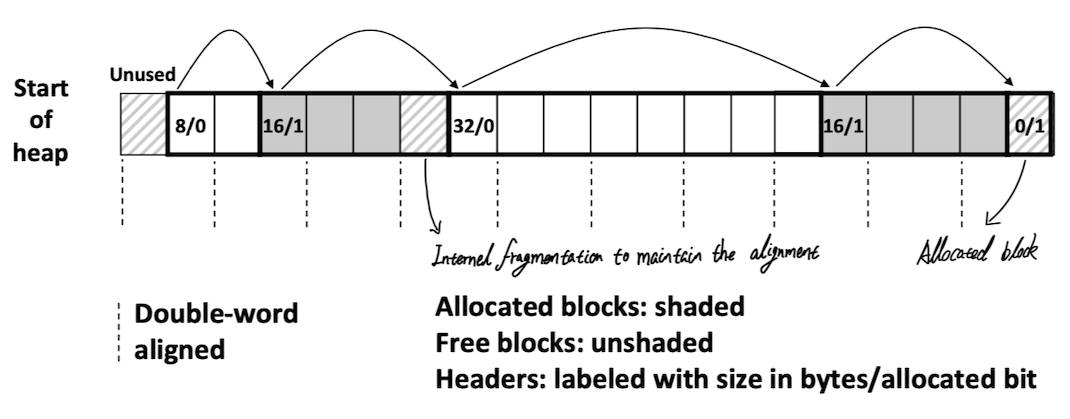 Unused
Start
of
heap
8/0
16/1
32/0
16/1
0/1
Internel fragmentation to maintain the alignment
Allocated block
Double-word
aligned
Allocated blocks: shaded
Free blocks: unshaded
Headers: labeled with size in bytes/allocated bit